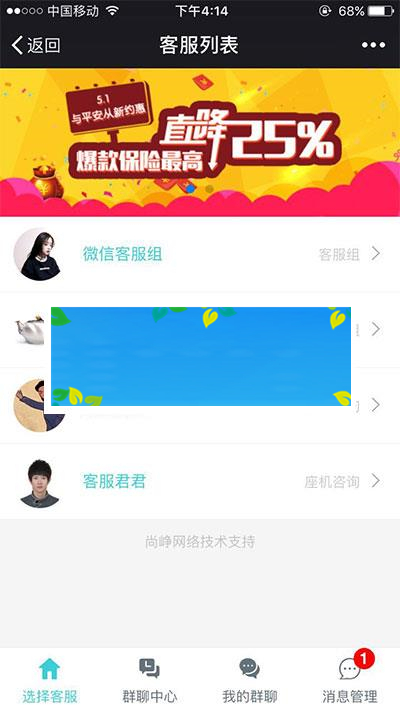 中国移动 下午4:14 68%
返回 客服列表
5.1
与平安从新约惠
直降25%
爆款保险最高
微信客服组 客服组
客服君君 座机咨询
尚峥网络技术支持
1
选择客服 群聊中心 我的群聊 消息管理